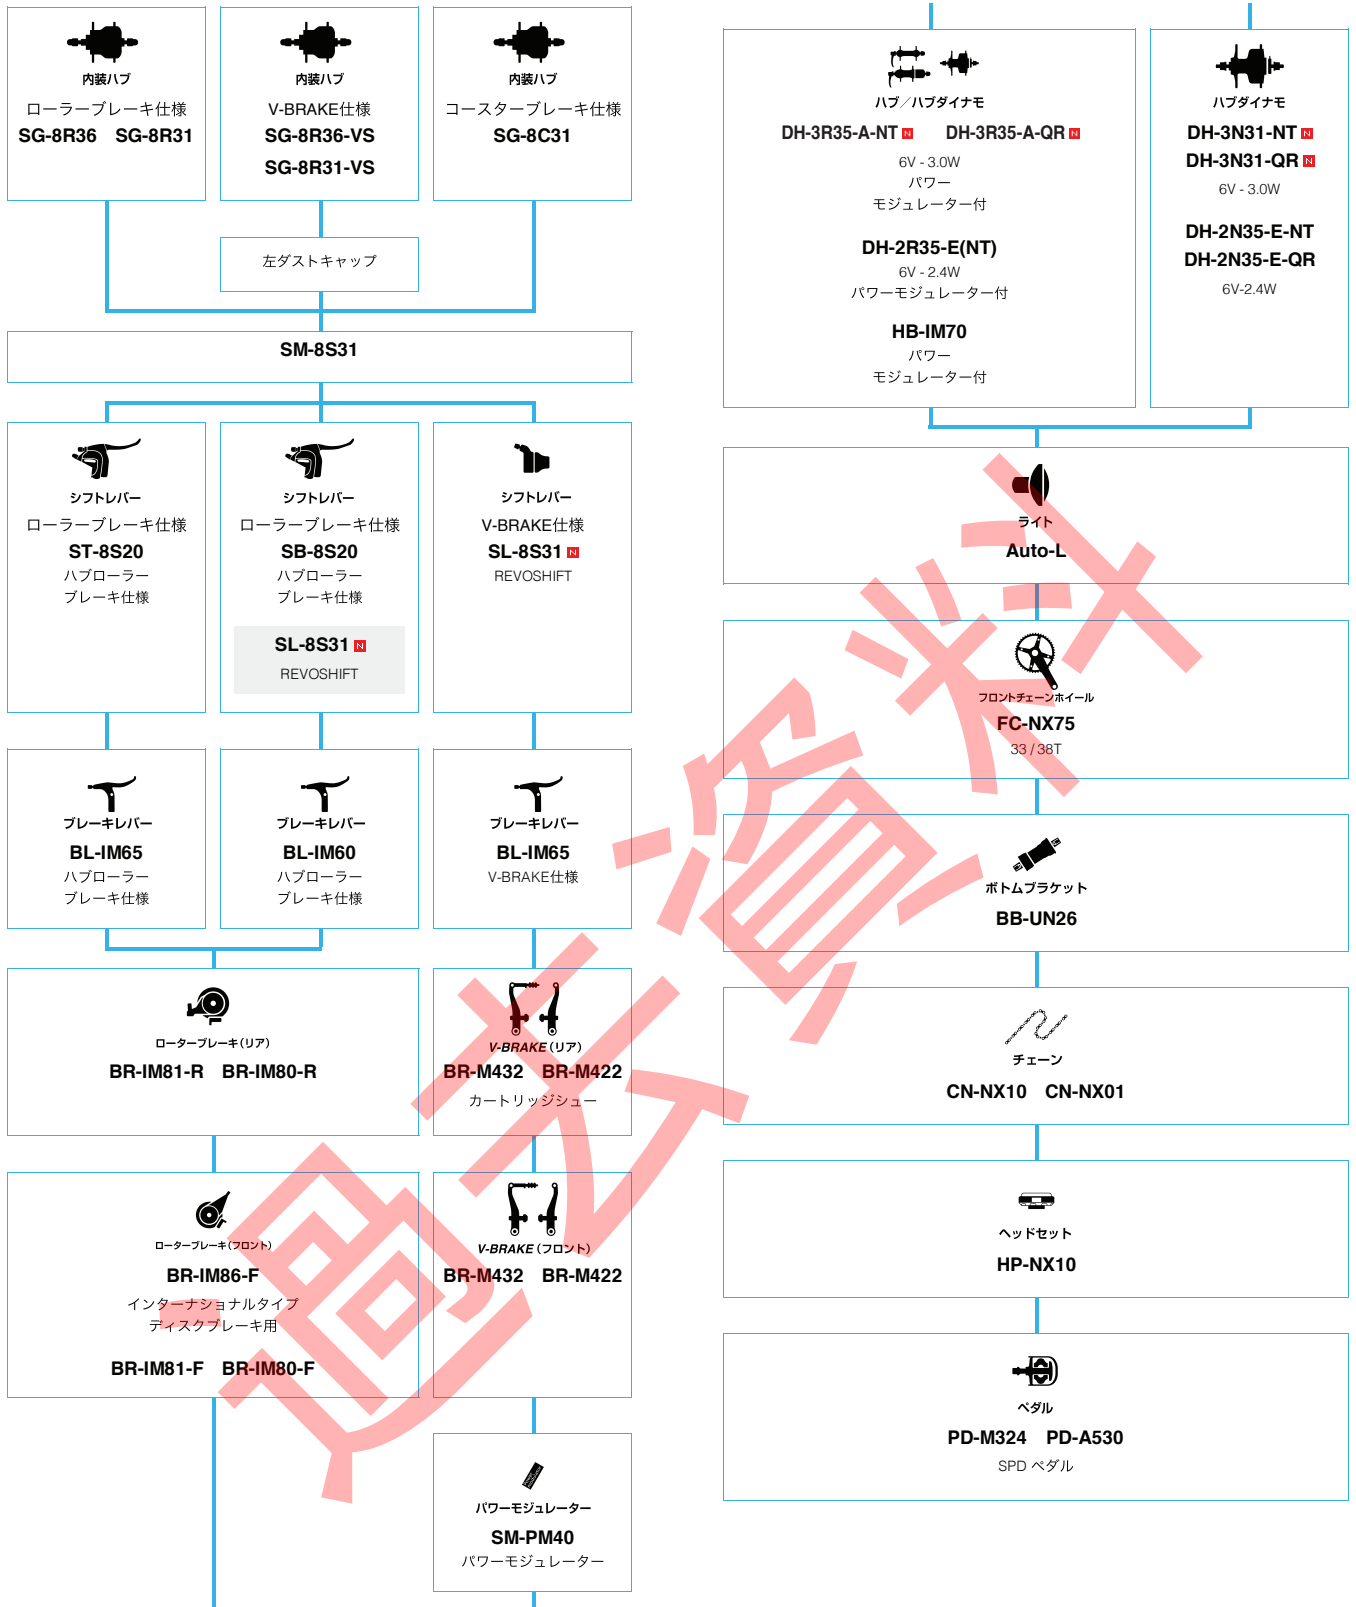 内装ハブ
ローラーブレーキ仕様
SG-8R36 SG-8R31
内装ハブ
V-BRAKE仕様
SG-8R36-VS
SG-8R31-VS
内装ハブ
コースターブレーキ仕様
SG-8C31
左ダストキャップ
SM-8S31
シフトレバー
ローラーブレーキ仕様
ST-8S20
ハブローラー
ブレーキ仕様
シフトレバー
ローラーブレーキ仕様
SB-8S20
ハブローラー
ブレーキ仕様
SL-8S31 N
REVOSHIFT
シフトレバー
V-BRAKE仕様
SL-8S31 N
REVOSHIFT
ブレーキレバー
BL-IM65
ハブローラー
ブレーキ仕様
ブレーキレバー
BL-IM60
ハブローラー
ブレーキ仕様
ブレーキレバー
BL-IM65
V-BRAKE仕様
ローターブレーキ(リア)
BR-IM81-R BR-IM80-R
V-BRAKE(リア)
BR-M432 BR-M422
カートリッジシュー
ローターブレーキ(フロント)
BR-IM86-F
インターナショナルタイプ
ディスクブレーキ用
BR-IM81-F BR-IM80-F
V-BRAKE(フロント)
BR-M432 BR-M422
パワーモジュレーター
SM-PM40
パワーモジュレーター
ハブ／ハブダイナモ
DH-3R35-A-NT N DH-3R35-A-QR N
6V - 3.0W
パワー
モジュレーター付
DH-2R35-E(NT)
6V - 2.4W
パワーモジュレーター付
HB-IM70
パワー
モジュレーター付
ハブダイナモ
DH-3N31-NT N
DH-3N31-QR N
6V - 3.0W
DH-2N35-E-NT
DH-2N35-E-QR
6V-2.4W
ライト
Auto-L
フロントチェーンホイール
FC-NX75
33 / 38T
ボトムブラケット
BB-UN26
チェーン
CN-NX10 CN-NX01
ヘッドセット
HP-NX10
ペダル
PD-M324 PD-A530
SPD ペダル
過去資料